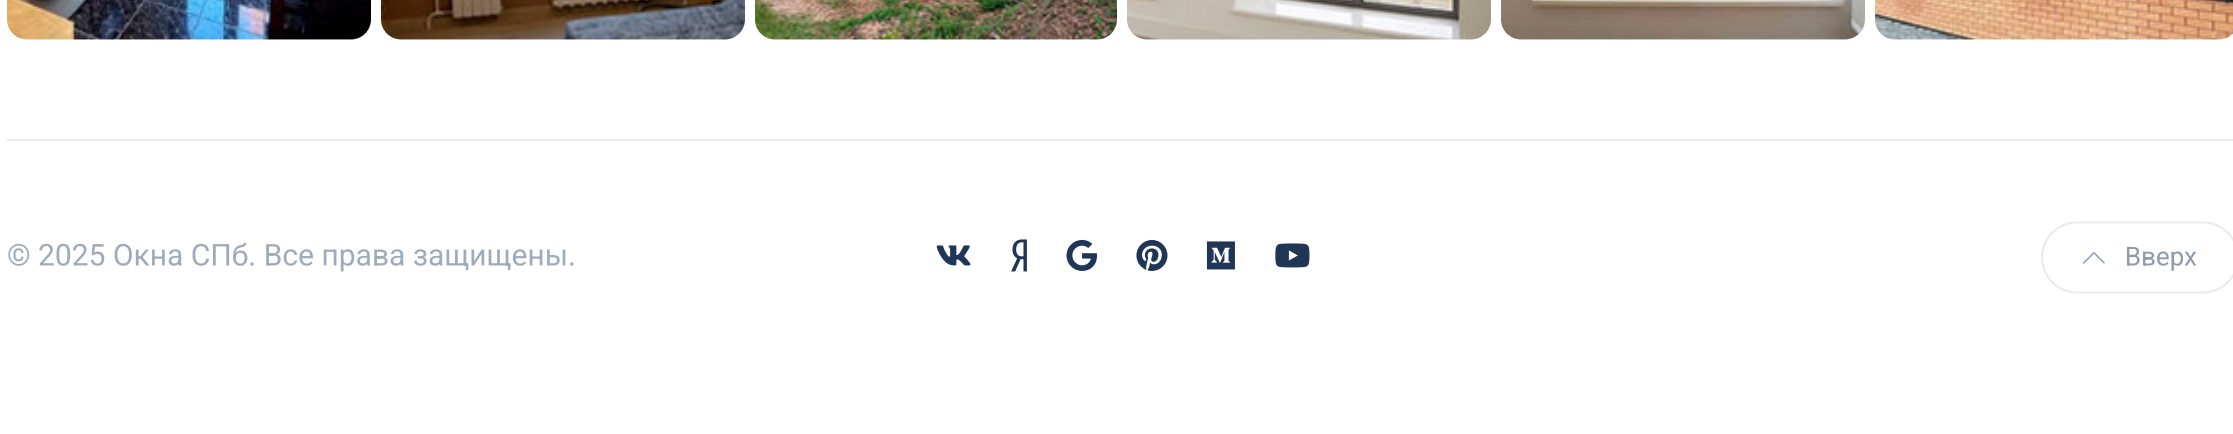 © 2025 Окна СПб. Все права защищены.
Вверх